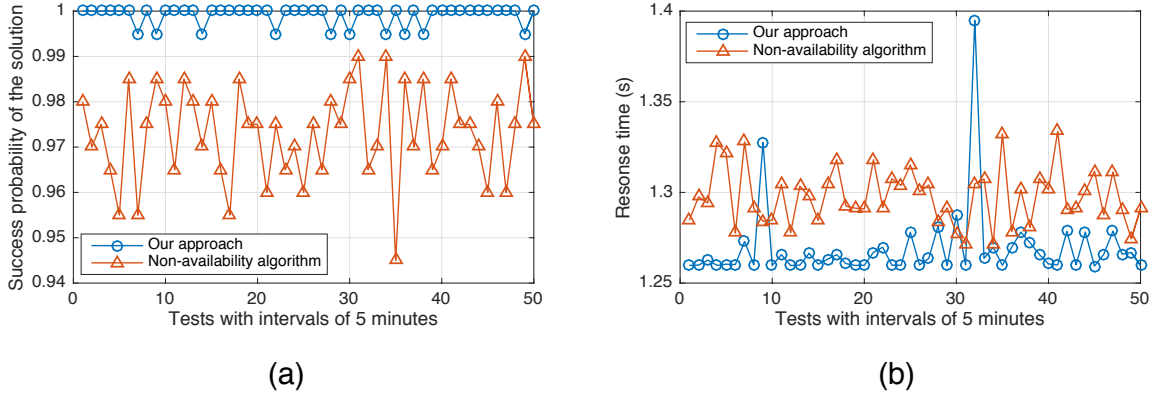 1
0.99
0.98
0.97
0.96
0.95
0.94
Success probability of the solution
Our approach
Non-availability algorithm
0
10
20
30
40
50
Tests with intervals of 5 minutes
(a)
1.4
1.35
1.3
1.25
Resonse time (s)
Our approach
Non-availability algorithm
0
10
20
30
40
50
Tests with intervals of 5 minutes
(b)